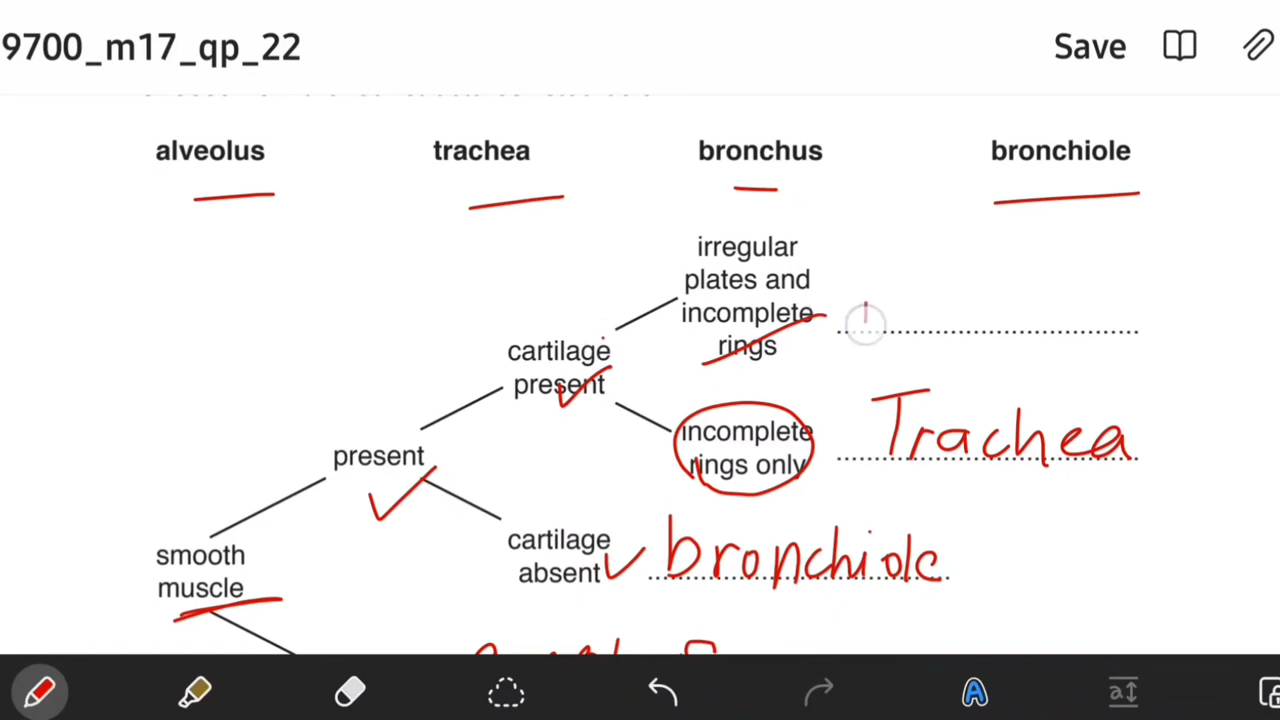 9700_m17_qp_22 Save
alveolus trachea bronchus bronchiole
irregular
plates and
incomplete
rings
cartilage
present
incomplete
rings only
Trachea
present
cartilage
absent
bronchiole
smooth
muscle